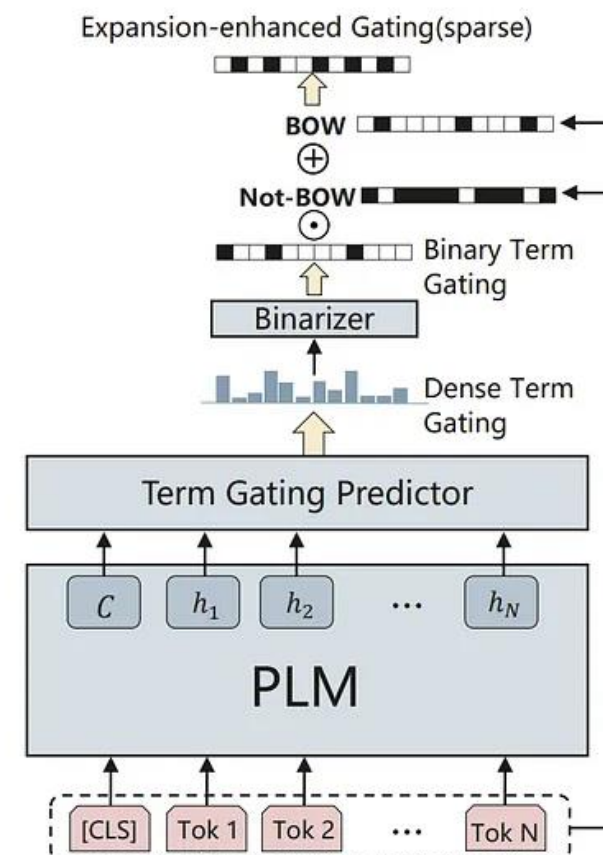 Expansion-enhanced Gating(sparse)
BOW
Not-BOW
Binary Term
Gating
Binarizer
Dense Term
Gating
Term Gating Predictor
C h₁ h₂ ... h_N
PLM
[CLS] Tok 1 Tok 2 ... Tok N